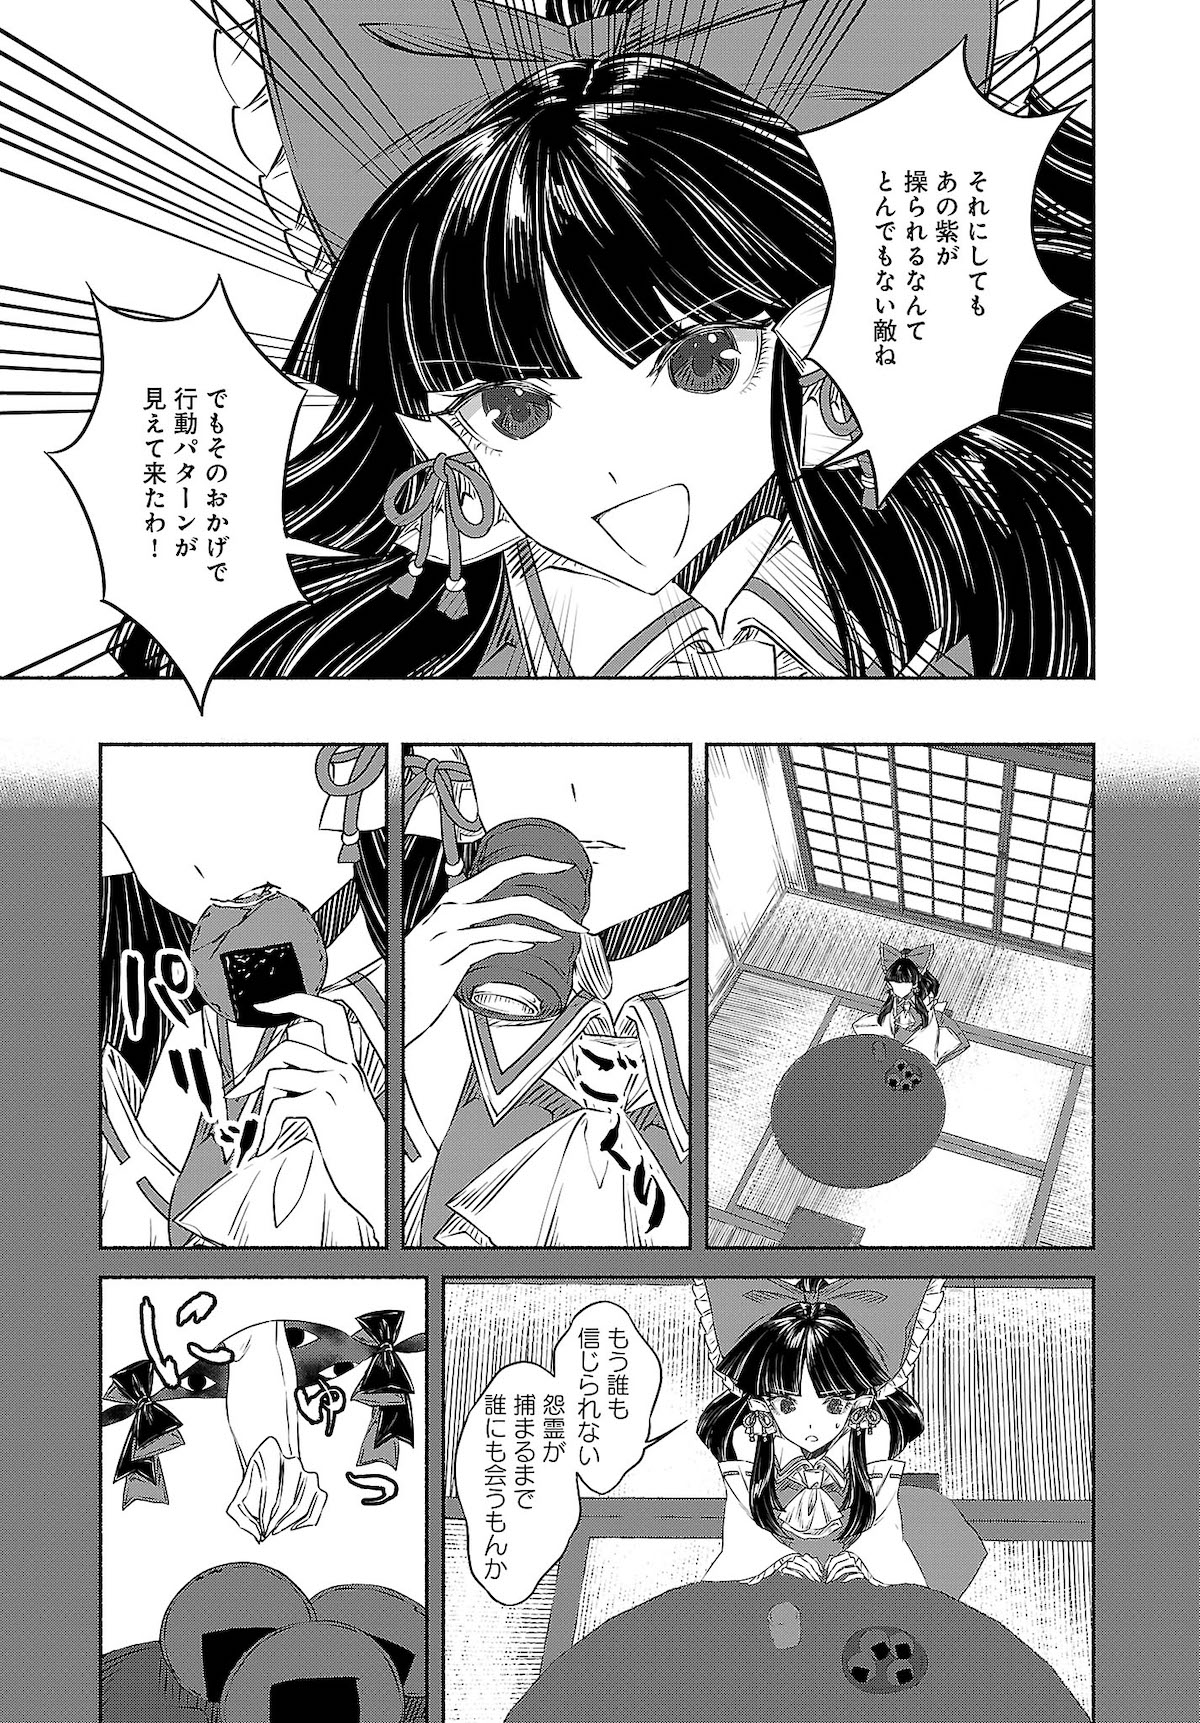 それにしても
あの紫が
操られるなんて
とんでもない敵ね
でもそのおかげで
行動パターンが
見えて来たわ！
ごくり
パリッ
もう誰も
信じられない
怨霊が
捕まるまで
誰にも会うもんか
にゅ〜っ